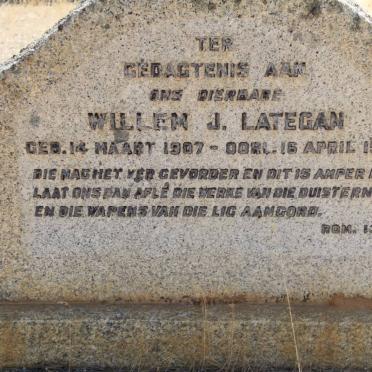 TER
GEDAGTENIS AAN
ONS DIERBARE
WILLEM J. LATEGAN
GEB. 14 MAART 1907 - OORL. 16 APRIL
DIE NAG HET VER GEVORDER EN DIT IS AMPER
LAAT ONS DAN AFLÊ DIE WERKE VAN DIE
EN DIE WAPENS VAN DIE LIG AANGORD.
ROM.